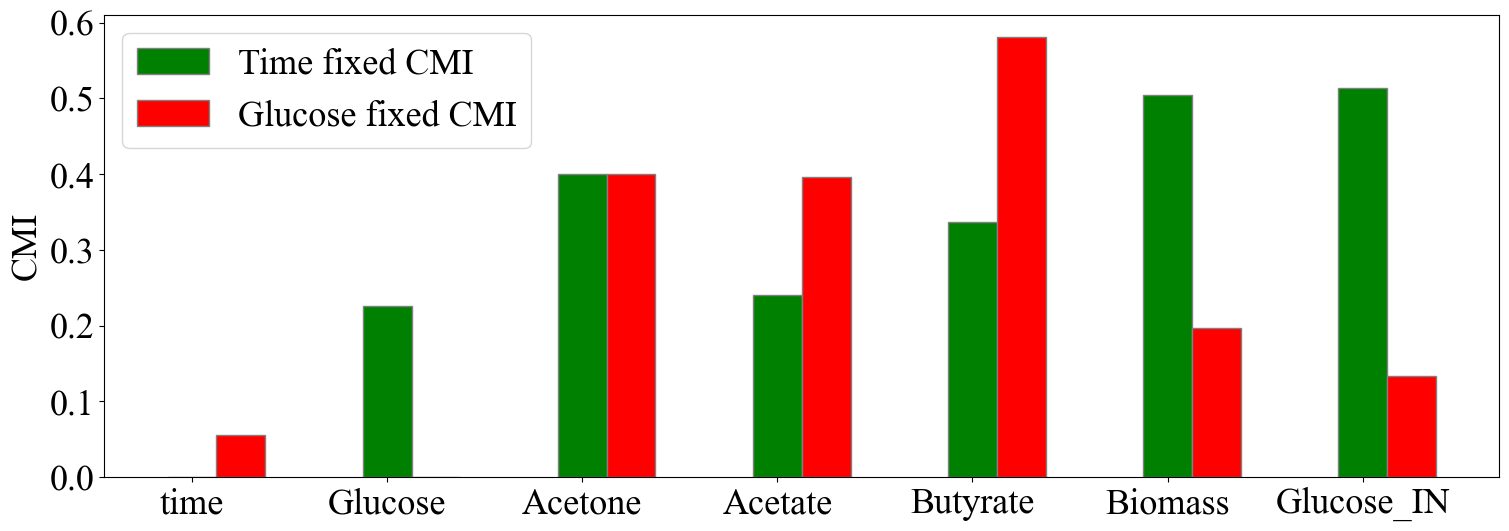 Time fixed CMI
Glucose fixed CMI
CMI
0.6
0.5
0.4
0.3
0.2
0.1
0.0
time Glucose Acetone Acetate Butyrate Biomass Glucose_IN